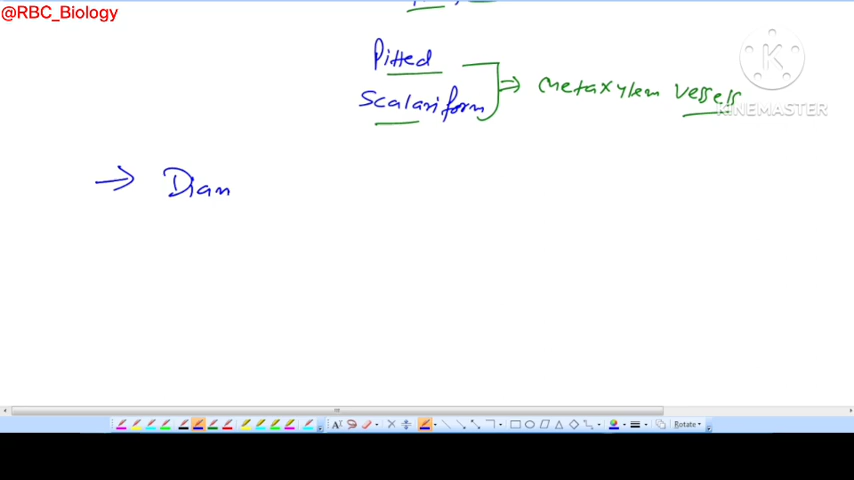 @RBC_Biology
Pitted
Scalariform ⇒ metaxylem vessels
KINEMASTER
→ Diam
Rotate